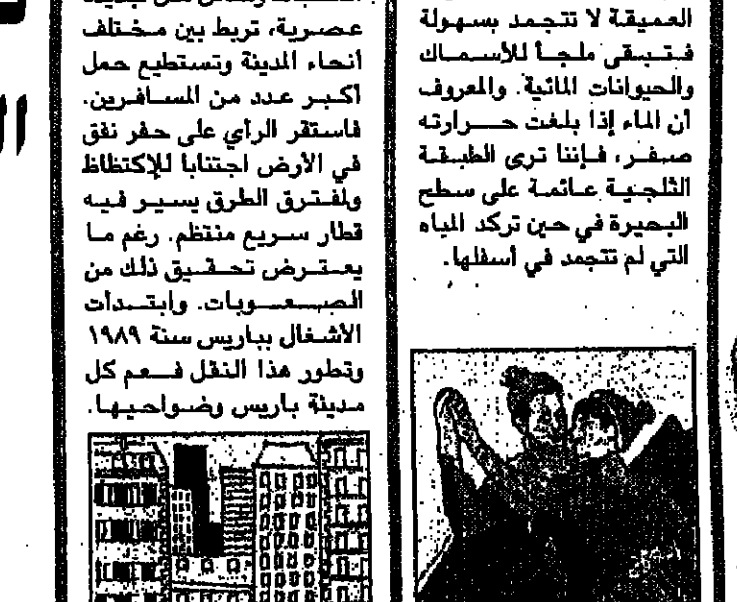 العميقة لا تتجمد بسهولة
فتبقى ملجأ للأسماك
والحيوانات المائية. والمعروف
أن الماء إذا بلغت حرارته
صفر، فإننا ترى الطبقة
الثلجية عائمة على سطح
البحيرة في حين تركد المياه
التي لم تتجمد في أسفلها.
عصرية، تربط بين مختلف
أنحاء المدينة وتستطيع حمل
اكبر عدد من المسافرين.
فاستقر الرأي على حفر نفق
في الأرض اجتنابا للإكتظاظ
ولفترق الطرق يسير فيه
قطار سريع منتظم. رغم ما
يعترض تحقيق ذلك من
الصعوبات. وابتدأت
الأشغال بباريس سنة ١٩٨٩
وتطور هذا النقل فعم كل
مدينة باريس وضواحيها.